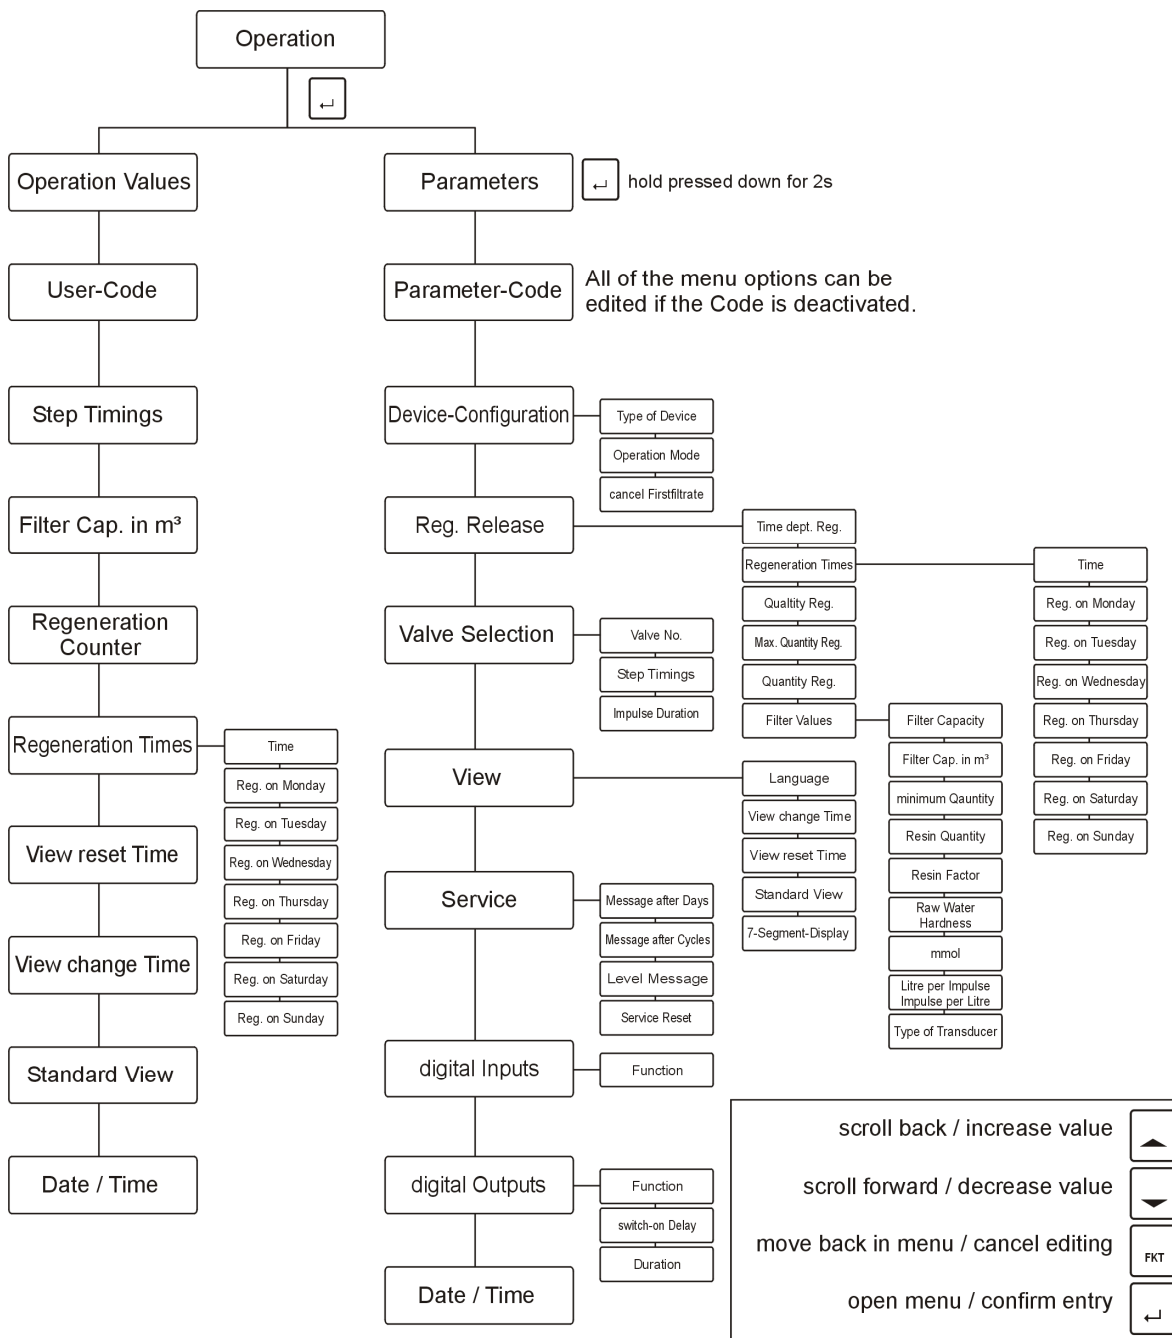 Operation
↵
Operation Values
User-Code
Step Timings
Filter Cap. in m³
Regeneration
Counter
Regeneration Times
Time
Reg. on Monday
Reg. on Tuesday
Reg. on Wednesday
Reg. on Thursday
Reg. on Friday
Reg. on Saturday
Reg. on Sunday
View reset Time
View change Time
Standard View
Date / Time
Parameters
↵ hold pressed down for 2s
Parameter-Code
All of the menu options can be
edited if the Code is deactivated.
Device-Configuration
Type of Device
Operation Mode
cancel Firstfiltrate
Reg. Release
Time dept. Reg.
Regeneration Times
Time
Reg. on Monday
Reg. on Tuesday
Reg. on Wednesday
Reg. on Thursday
Reg. on Friday
Reg. on Saturday
Reg. on Sunday
Qualtity Reg.
Max. Quantity Reg.
Quantity Reg.
Filter Values
Filter Capacity
Filter Cap. in m³
minimum Qauntity
Resin Quantity
Resin Factor
Raw Water
Hardness
mmol
Litre per Impulse
Impulse per Litre
Type of Transducer
Valve Selection
Valve No.
Step Timings
Impulse Duration
View
Language
View change Time
View reset Time
Standard View
7-Segment-Display
Service
Message after Days
Message after Cycles
Level Message
Service Reset
digital Inputs
Function
digital Outputs
Function
switch-on Delay
Duration
Date / Time
scroll back / increase value
scroll forward / decrease value
move back in menu / cancel editing FKT
open menu / confirm entry ↵